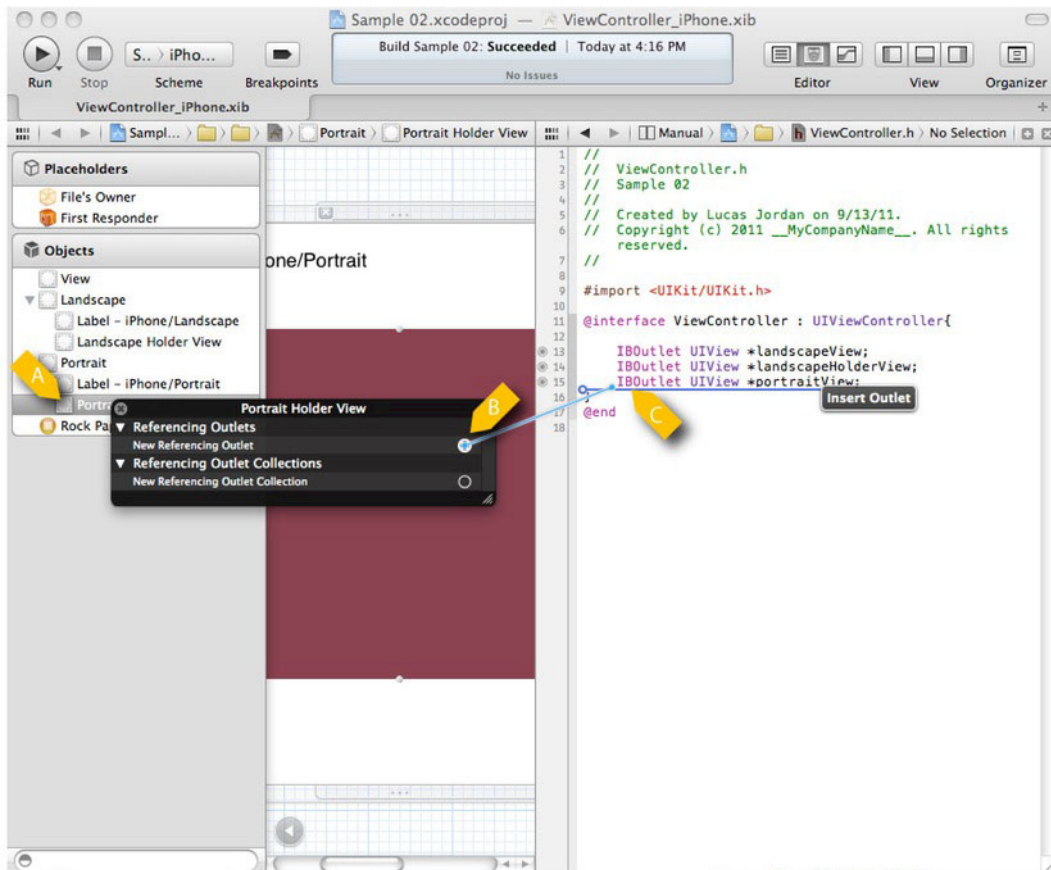 Sample 02.xcodeproj — ViewController_iPhone.xib
S.. iPho...
Build Sample 02: Succeeded | Today at 4:16 PM
No Issues
Run Stop Scheme Breakpoints Editor View Organizer
ViewController_iPhone.xib
Sampl... Portrait Portrait Holder View Manual ViewController.h No Selection
Placeholders
File's Owner
First Responder
Objects
View
Landscape
Label – iPhone/Landscape
Landscape Holder View
Portrait
Label – iPhone/Portrait
Portra
Rock Pa
A
one/Portrait
Portrait Holder View
Referencing Outlets
New Referencing Outlet
Referencing Outlet Collections
New Referencing Outlet Collection
B
1 //
2 // ViewController.h
3 // Sample 02
4 //
5 // Created by Lucas Jordan on 9/13/11.
6 // Copyright (c) 2011 __MyCompanyName__. All rights
reserved.
7 //
8
9 #import <UIKit/UIKit.h>
10
11 @interface ViewController : UIViewController{
12
13 IBOutlet UIView *landscapeView;
14 IBOutlet UIView *landscapeHolderView;
15 IBOutlet UIView *portraitView;
16 }
17 @end
18
Insert Outlet
C